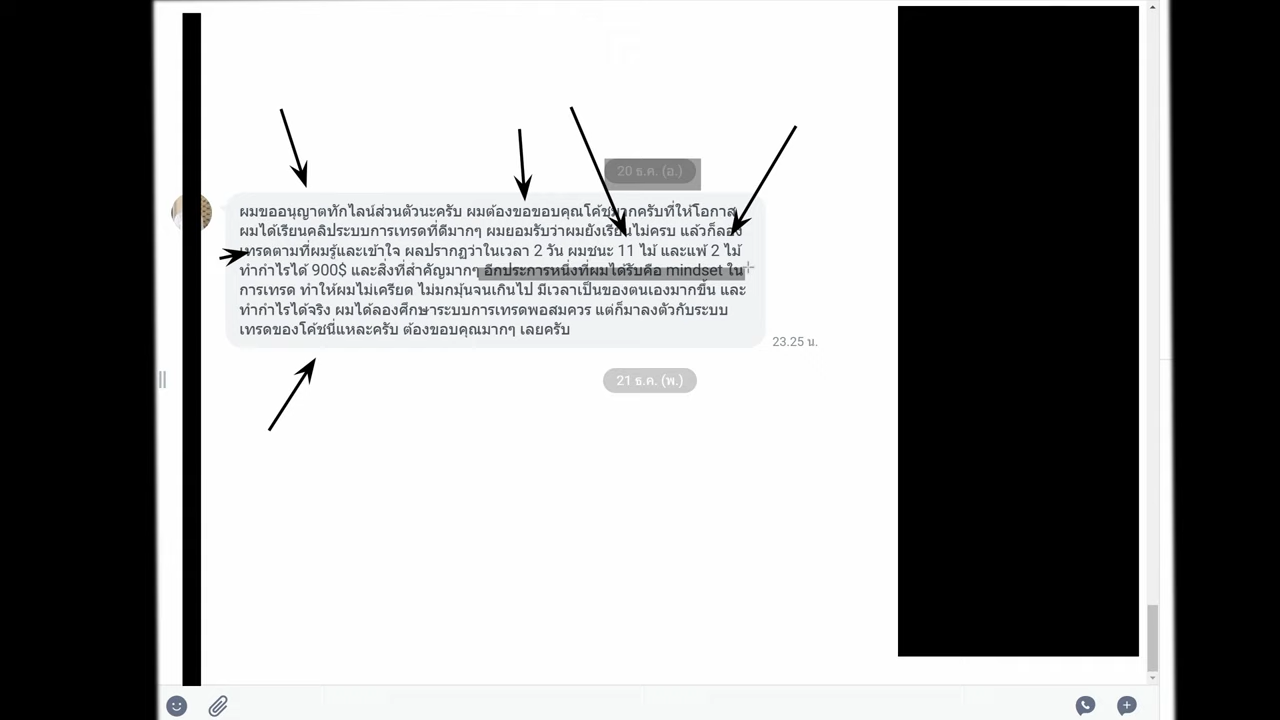 20 ธ.ค. (อ.)
ผมขออนุญาตทักไลน์ส่วนตัวนะครับ ผมต้องขอขอบคุณโค้ชมากครับที่ให้โอกาส
ผมได้เรียนคลิประบบการเทรดที่ดีมากๆ ผมยอมรับว่าผมยังเรียนไม่ครบ แล้วก็ลอง
เทรดตามที่ผมรู้และเข้าใจ ผลปรากฏว่าในเวลา 2 วัน ผมชนะ 11 ไม้ และแพ้ 2 ไม้
ทำกำไรได้ 900$ และสิ่งที่สำคัญมากๆ อีกประการหนึ่งที่ผมได้รับคือ mindset ใน
การเทรด ทำให้ผมไม่เครียด ไม่มกมุ้นจนเกินไป มีเวลาเป็นของตนเองมากขึ้น และ
ทำกำไรได้จริง ผมได้ลองศึกษาระบบการเทรดพอสมควร แต่ก็มาลงตัวกับระบบ
เทรดของโค้ชนี่แหละครับ ต้องขอบคุณมากๆ เลยครับ
23.25 น.
21 ธ.ค. (พ.)